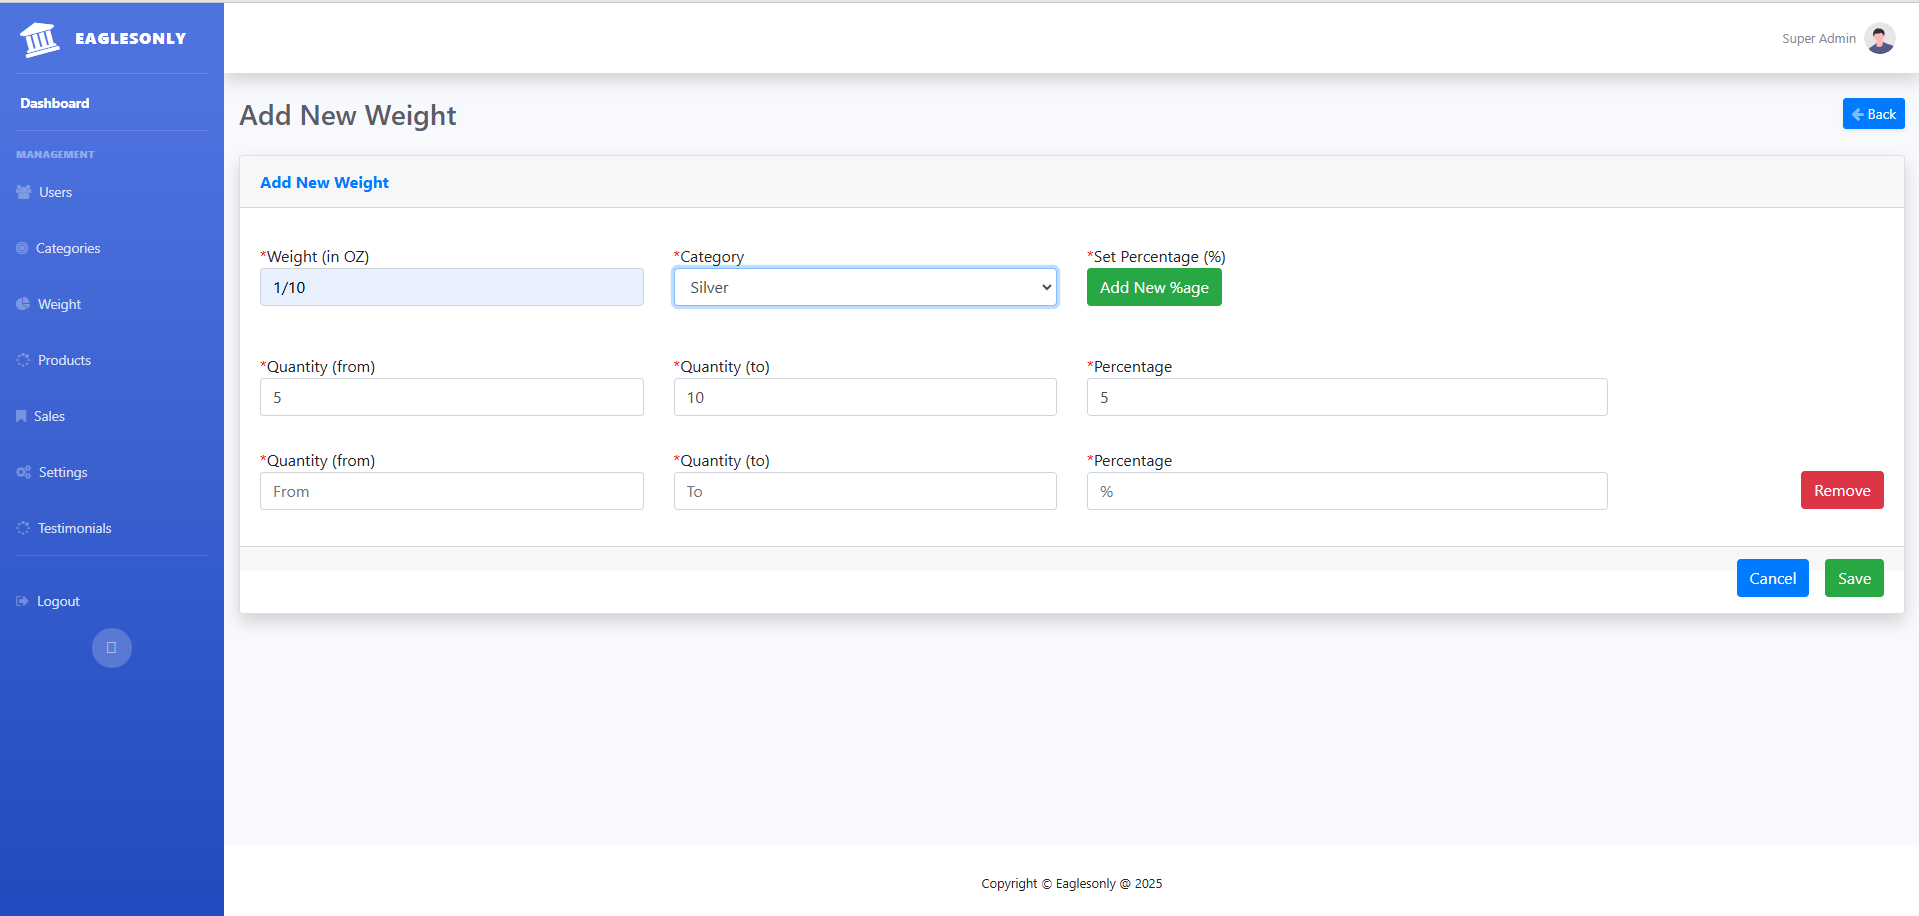 EAGLESONLY
Super Admin
Dashboard
MANAGEMENT
Users
Categories
Weight
Products
Sales
Settings
Testimonials
Logout
Add New Weight
Back
Add New Weight
*Weight (in OZ)
1/10
*Category
Silver
*Set Percentage (%)
Add New %age
*Quantity (from)
5
*Quantity (to)
10
*Percentage
5
*Quantity (from)
From
*Quantity (to)
To
*Percentage
%
Remove
Cancel
Save
Copyright © Eaglesonly @ 2025